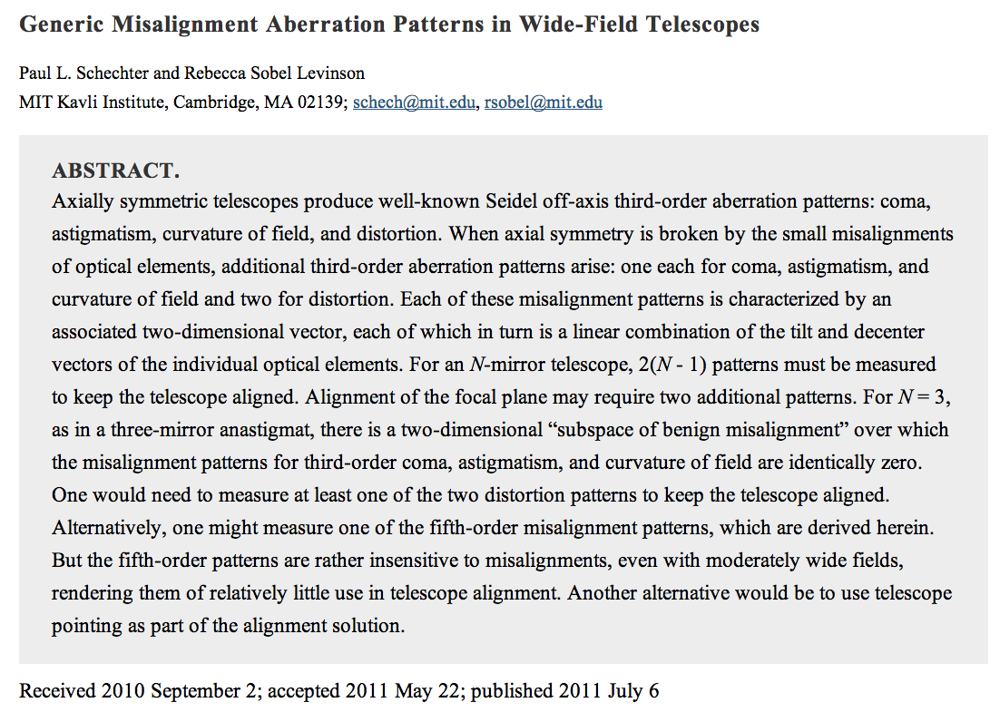 Generic Misalignment Aberration Patterns in Wide-Field Telescopes
Paul L. Schechter and Rebecca Sobel Levinson
MIT Kavli Institute, Cambridge, MA 02139; schech@mit.edu, rsobel@mit.edu
ABSTRACT.
Axially symmetric telescopes produce well-known Seidel off-axis third-order aberration patterns: coma,
astigmatism, curvature of field, and distortion. When axial symmetry is broken by the small misalignments
of optical elements, additional third-order aberration patterns arise: one each for coma, astigmatism, and
curvature of field and two for distortion. Each of these misalignment patterns is characterized by an
associated two-dimensional vector, each of which in turn is a linear combination of the tilt and decenter
vectors of the individual optical elements. For an N-mirror telescope, 2(N - 1) patterns must be measured
to keep the telescope aligned. Alignment of the focal plane may require two additional patterns. For N = 3,
as in a three-mirror anastigmat, there is a two-dimensional “subspace of benign misalignment” over which
the misalignment patterns for third-order coma, astigmatism, and curvature of field are identically zero.
One would need to measure at least one of the two distortion patterns to keep the telescope aligned.
Alternatively, one might measure one of the fifth-order misalignment patterns, which are derived herein.
But the fifth-order patterns are rather insensitive to misalignments, even with moderately wide fields,
rendering them of relatively little use in telescope alignment. Another alternative would be to use telescope
pointing as part of the alignment solution.
Received 2010 September 2; accepted 2011 May 22; published 2011 July 6